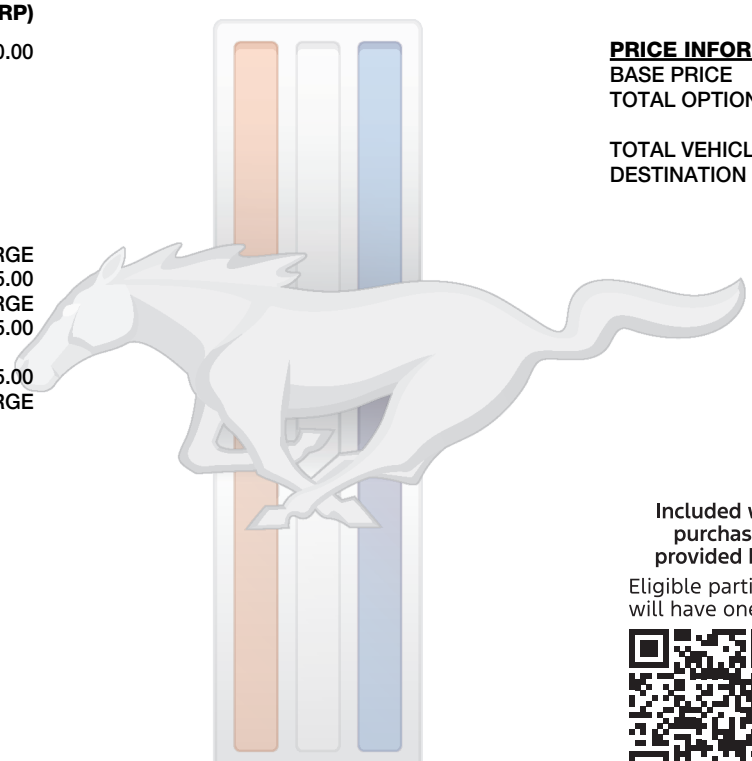 RP)
0.00
RGE
5.00
RGE
5.00
5.00
RGE
PRICE INFOR
BASE PRICE
TOTAL OPTION
TOTAL VEHICL
DESTINATION
Included w
purchas
provided b
Eligible parti
will have one